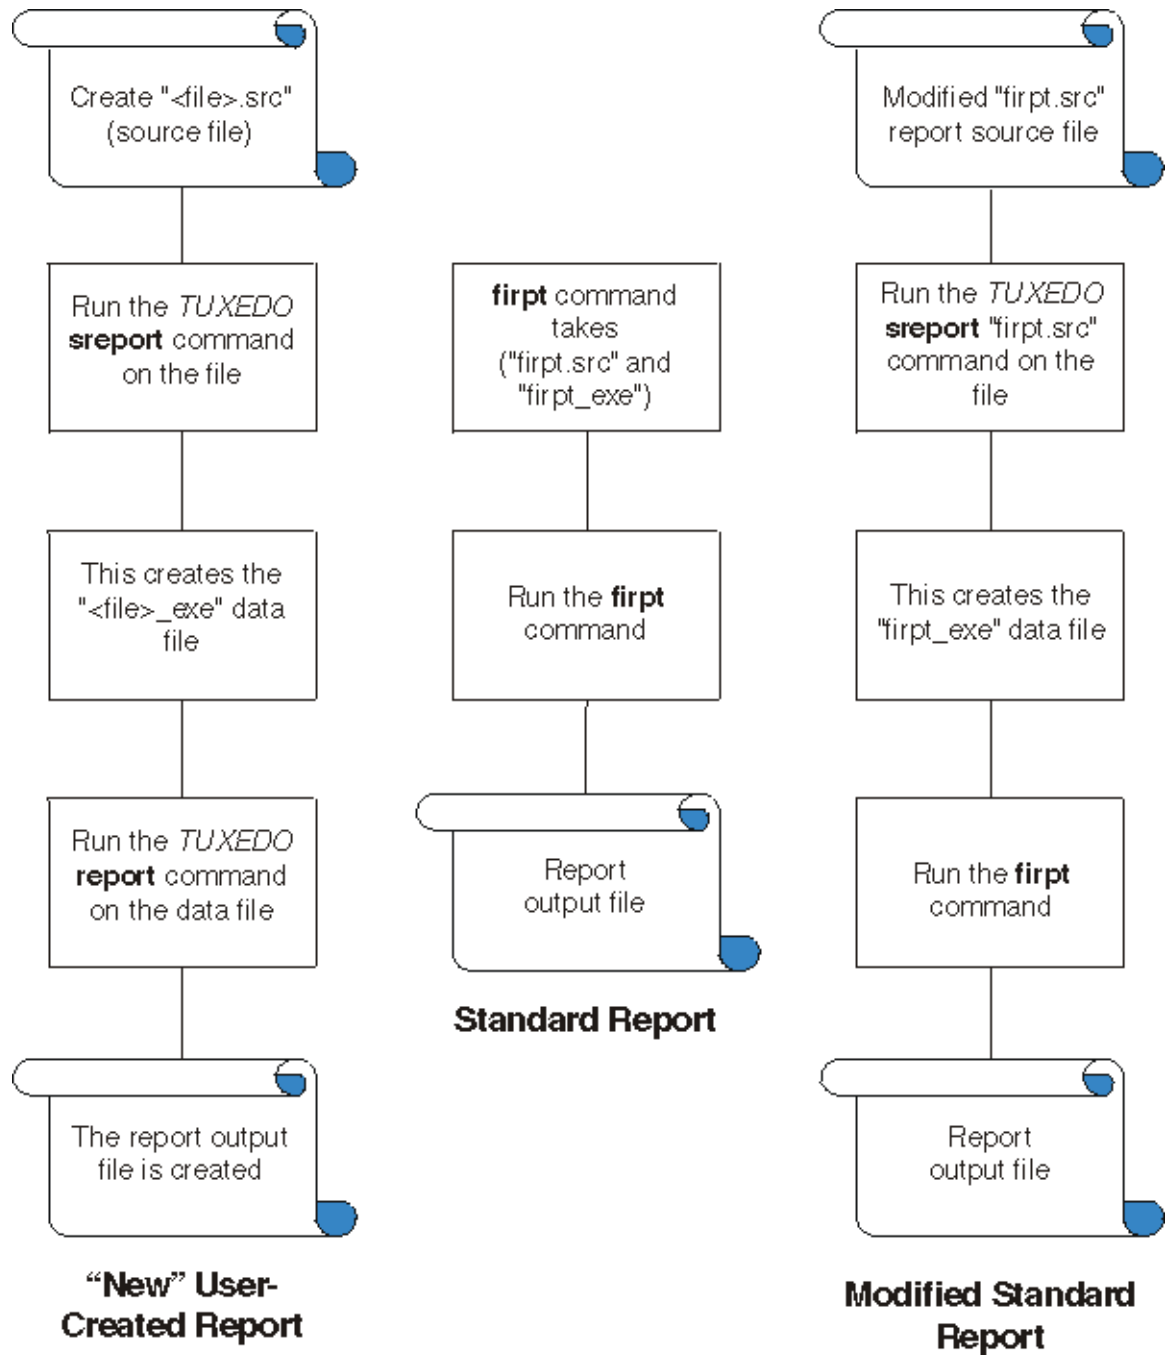 Create "<file>.src"
(source file)
Run the TUXEDO
sreport command
on the file
This creates the
"<file>_exe" data
file
Run the TUXEDO
report command
on the data file
The report output
file is created
“New” User-
Created Report
firpt command
takes
("firpt.src" and
"firpt_exe")
Run the firpt
command
Report
output file
Standard Report
Modified "firpt.src"
report source file
Run the TUXEDO
sreport "firpt.src"
command on the
file
This creates the
"firpt_exe" data file
Run the firpt
command
Report
output file
Modified Standard
Report